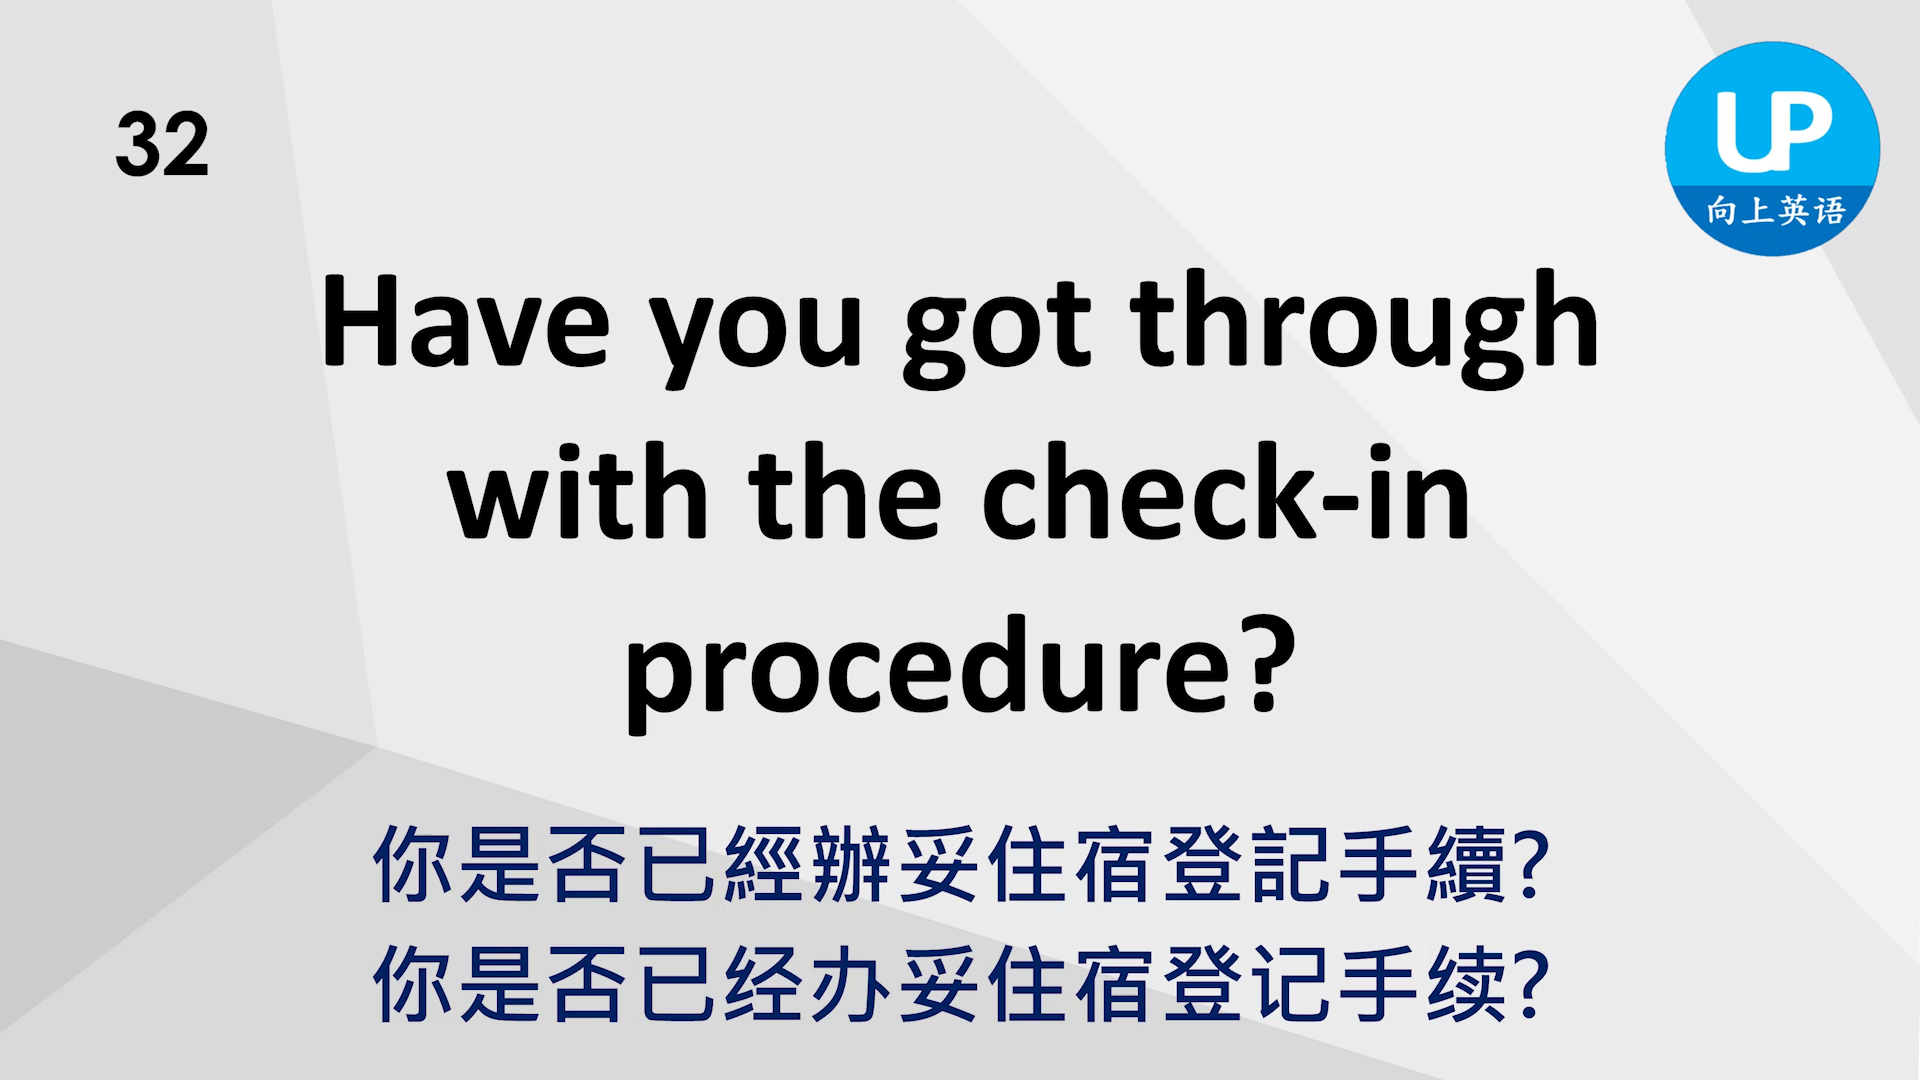 32
UP
向上英语
Have you got through
with the check-in
procedure?
你是否已經辦妥住宿登記手續?
你是否已经办妥住宿登记手续?